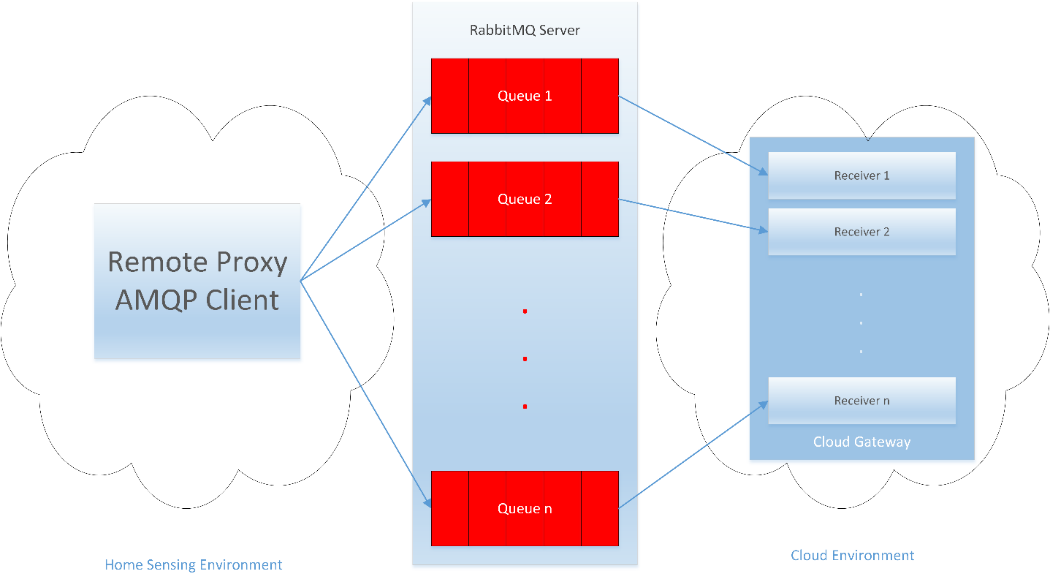 RabbitMQ Server
Queue 1
Queue 2
Queue n
Remote Proxy
AMQP Client
Receiver 1
Receiver 2
Receiver n
Cloud Gateway
Home Sensing Environment
Cloud Environment